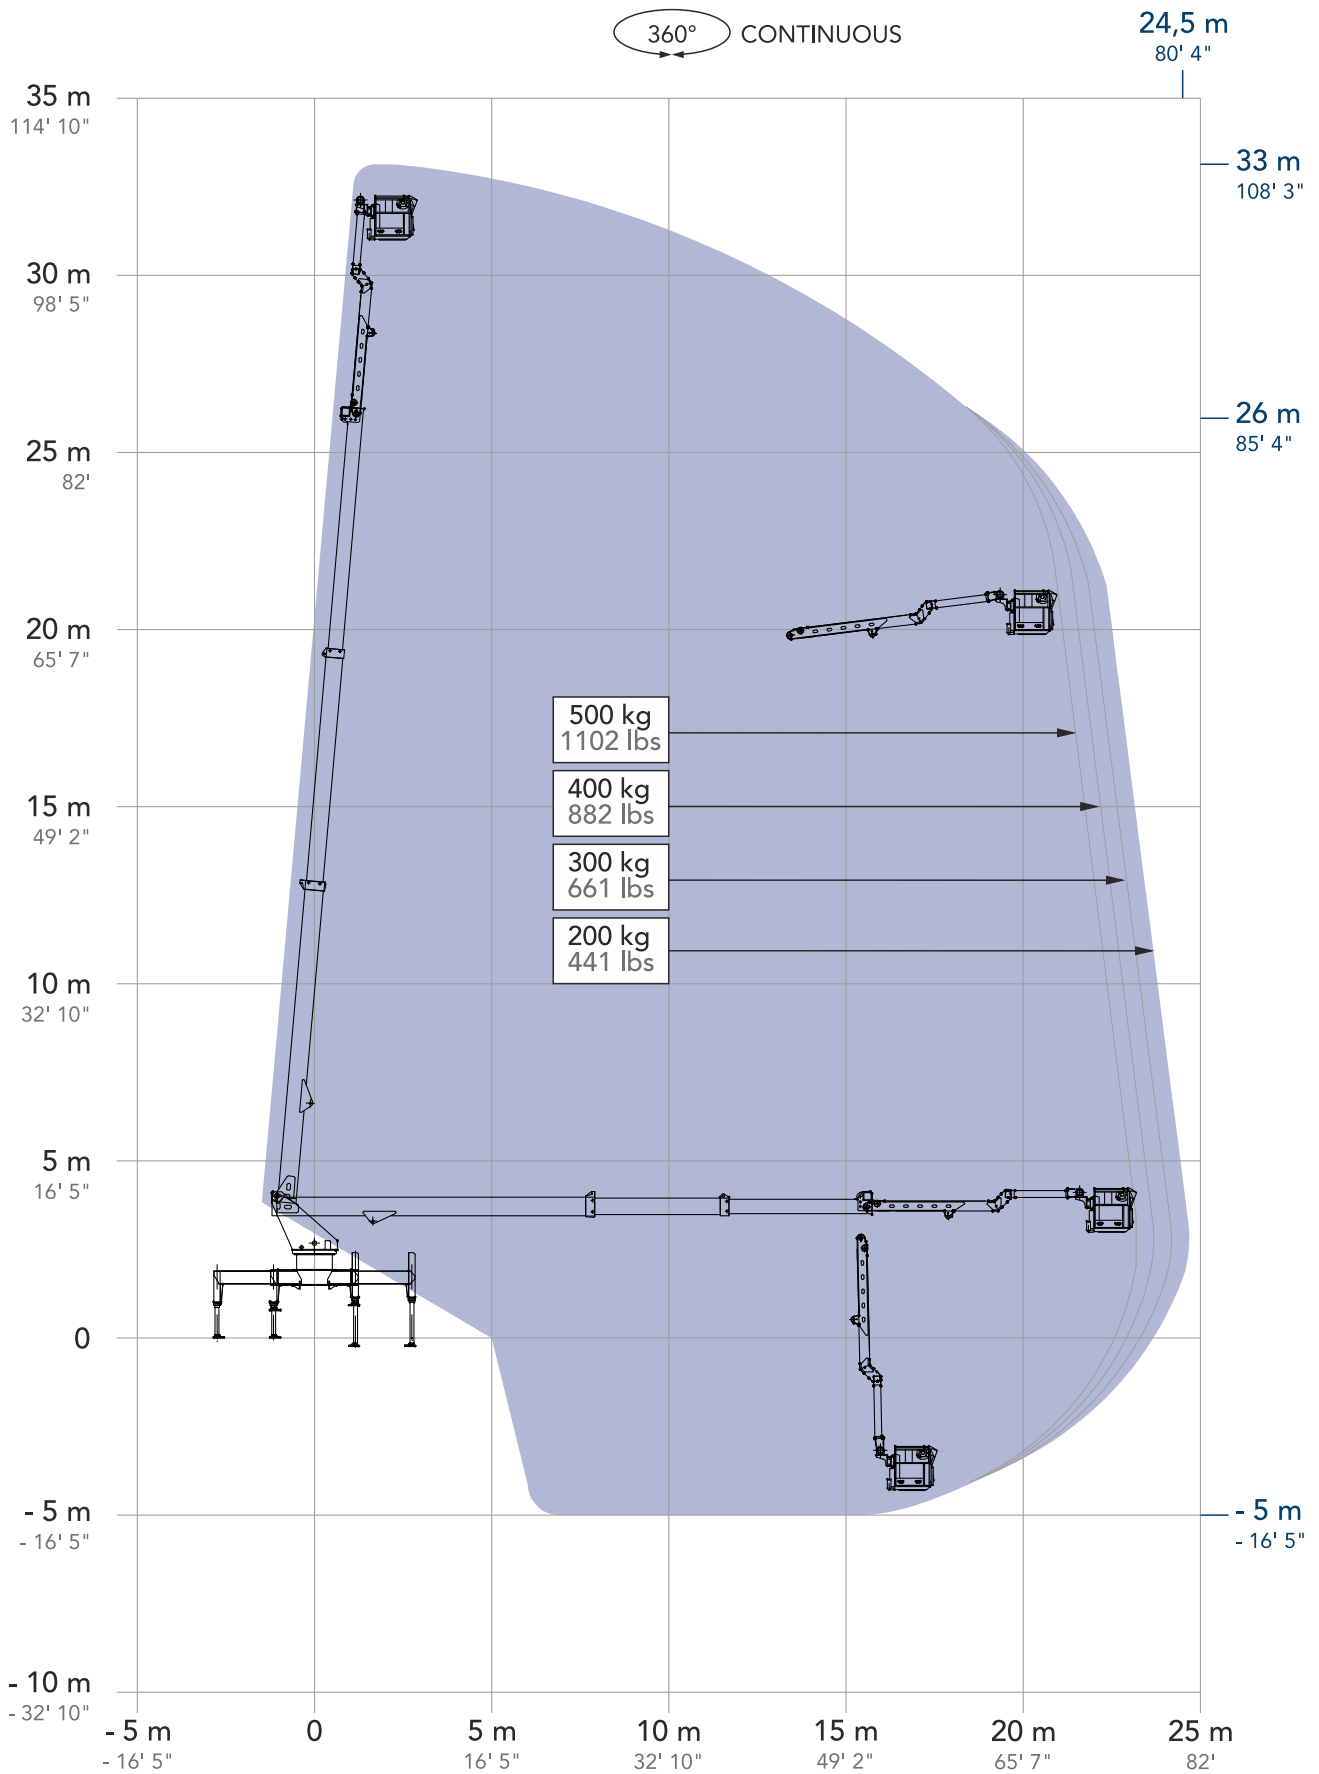 360° CONTINUOUS
24,5 m
80' 4"
35 m
114' 10"
33 m
108' 3"
30 m
98' 5"
26 m
85' 4"
25 m
82'
20 m
65' 7"
500 kg
1102 lbs
400 kg
882 lbs
15 m
49' 2"
300 kg
661 lbs
200 kg
441 lbs
10 m
32' 10"
5 m
16' 5"
0
- 5 m
- 16' 5"
- 5 m
- 16' 5"
- 10 m
- 32' 10"
- 5 m 0 5 m 10 m 15 m 20 m 25 m
- 16' 5" 16' 5" 32' 10" 49' 2" 65' 7" 82'